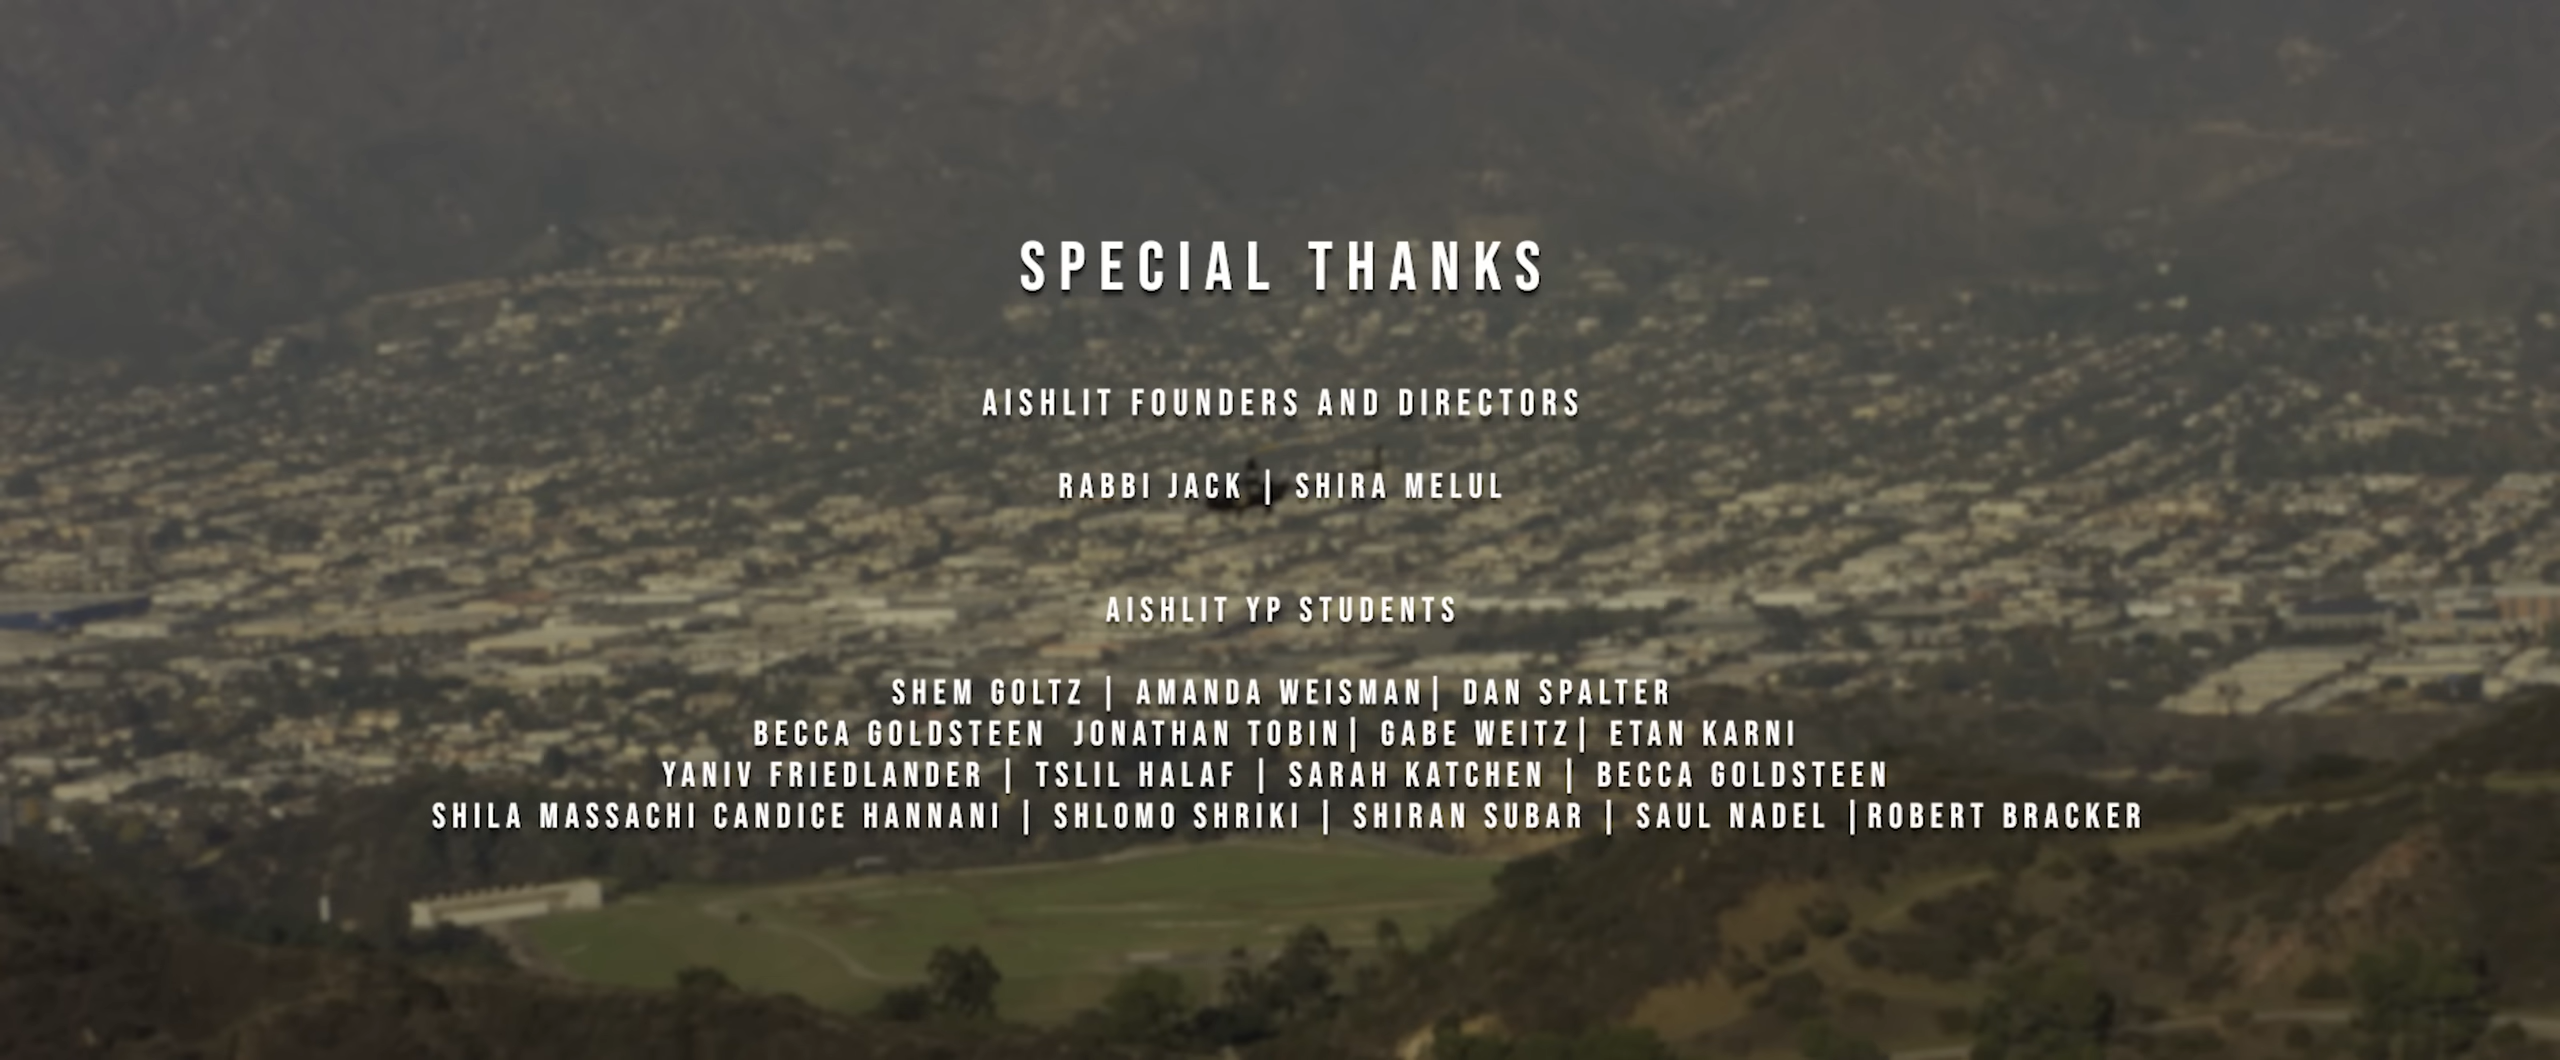 SPECIAL THANKS
AISHLIT FOUNDERS AND DIRECTORS
RABBI JACK | SHIRA MELUL
AISHLIT YP STUDENTS
SHEM GOLTZ | AMANDA WEISMAN| DAN SPALTER
BECCA GOLDSTEEN  JONATHAN TOBIN| GABE WEITZ| ETAN KARNI
YANIV FRIEDLANDER | TSLIL HALAF | SARAH KATCHEN | BECCA GOLDSTEEN
SHILA MASSACHI CANDICE HANNANI | SHLOMO SHRIKI | SHIRAN SUBAR | SAUL NADEL |ROBERT BRACKER